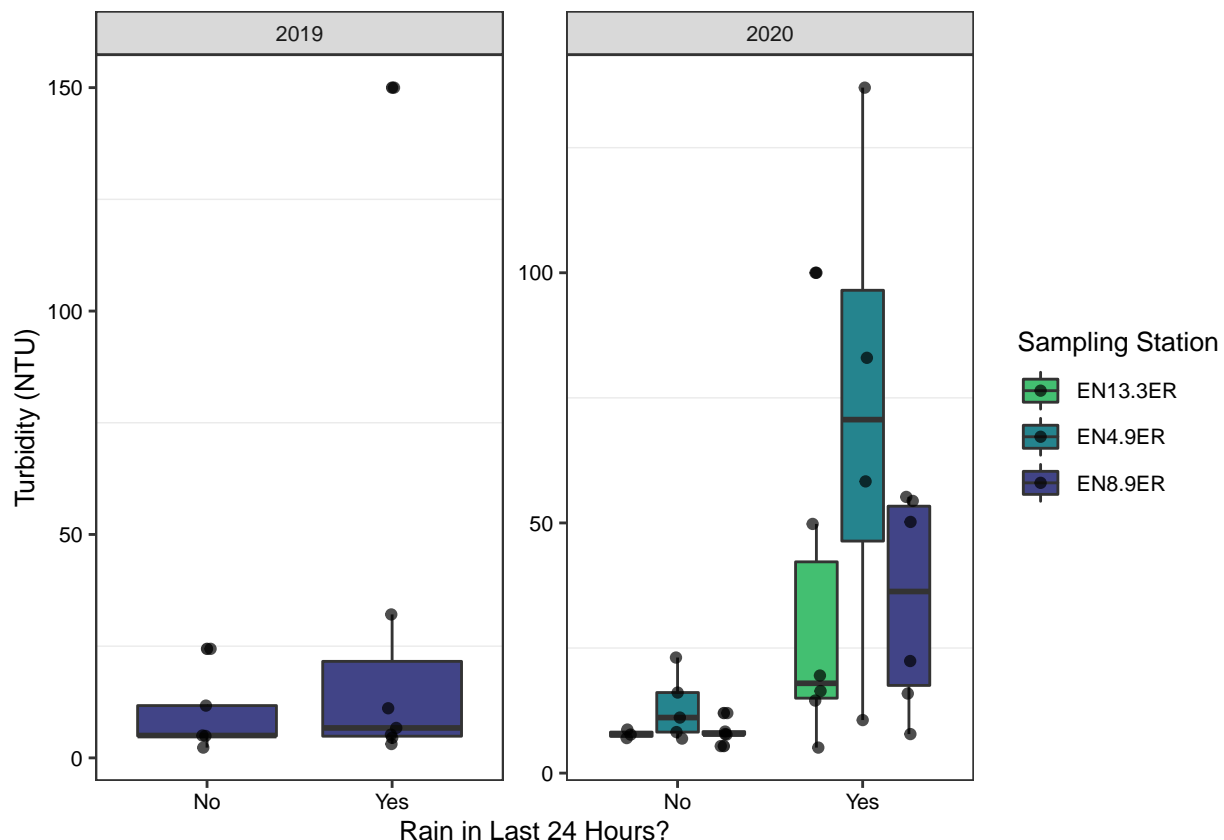 2019
2020
Turbidity (NTU)
150
100
50
0
100
50
0
No
Yes
No
Yes
Rain in Last 24 Hours?
Sampling Station
EN13.3ER
EN4.9ER
EN8.9ER